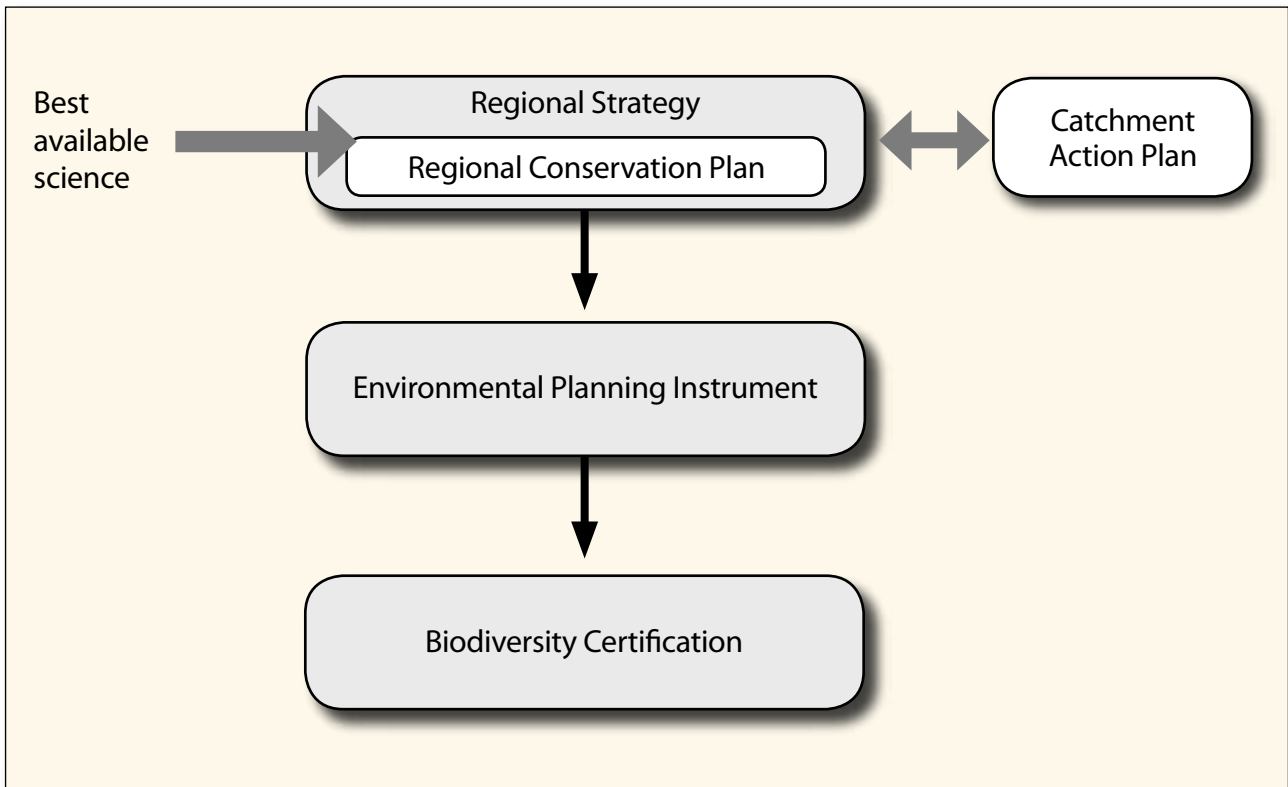 Best
available
science
Regional Strategy
Regional Conservation Plan
Catchment
Action Plan
Environmental Planning Instrument
Biodiversity Certification